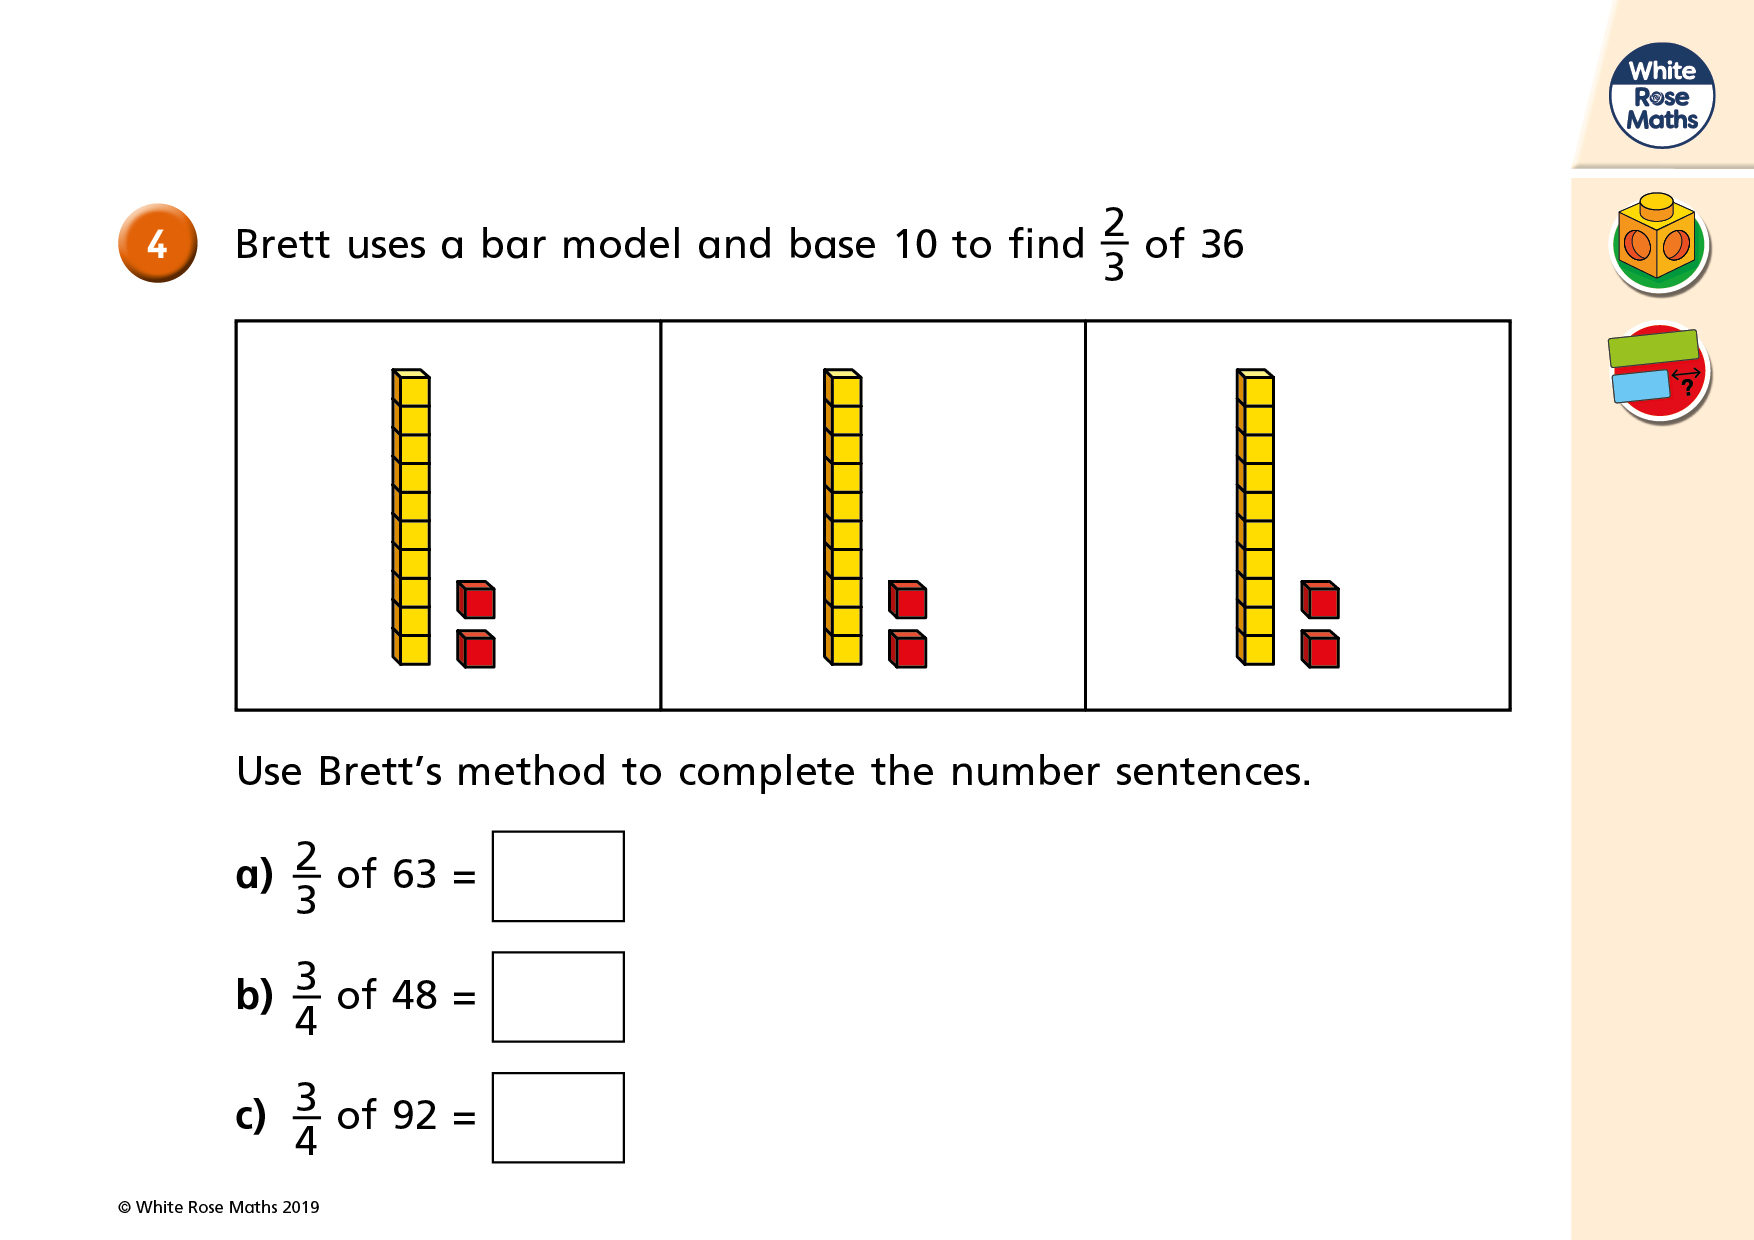 White
Rose
Maths
4 Brett uses a bar model and base 10 to find 2/3 of 36
?
Use Brett’s method to complete the number sentences.
a) 2/3 of 63 =
b) 3/4 of 48 =
c) 3/4 of 92 =
© White Rose Maths 2019